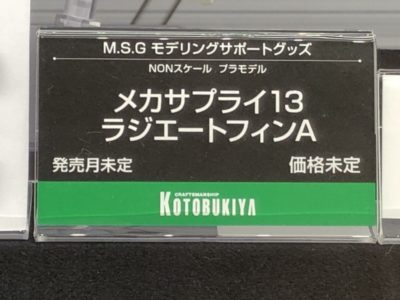 M.S.G モデリングサポートグッズ
NONスケール プラモデル
メカサプライ13
ラジエートフィンA
発売月未定 価格未定
CRAFTSMANSHIP
KOTOBUKIYA